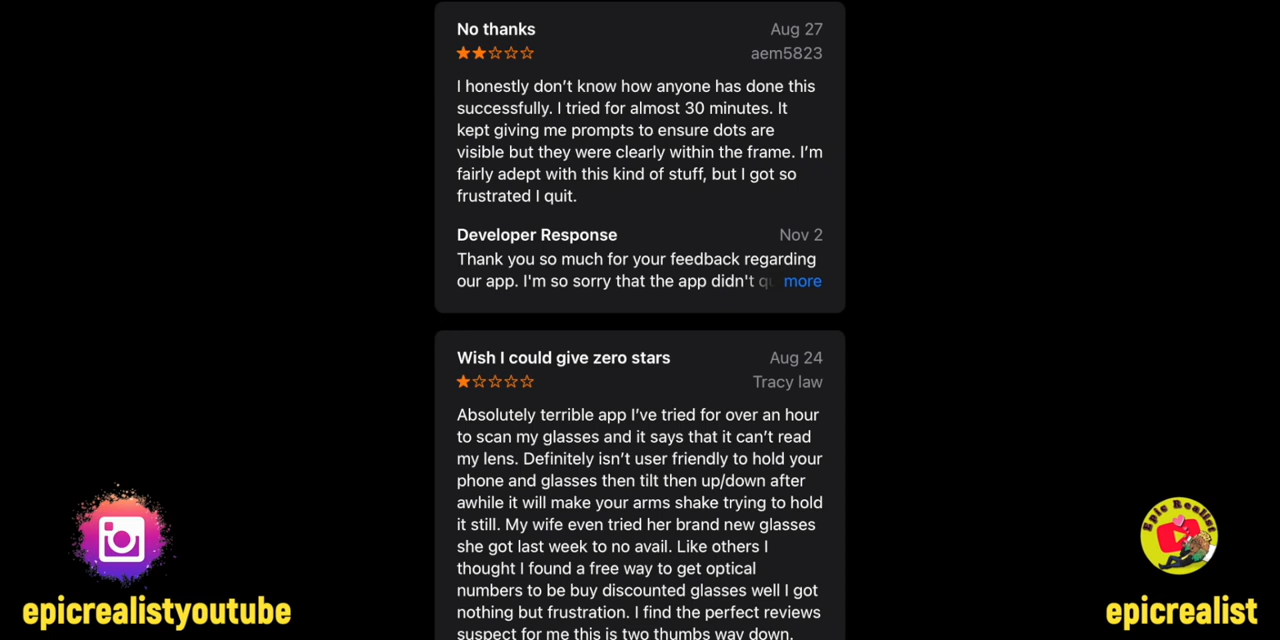 No thanks
Aug 27
aem5823
I honestly don’t know how anyone has done this
successfully. I tried for almost 30 minutes. It
kept giving me prompts to ensure dots are
visible but they were clearly within the frame. I’m
fairly adept with this kind of stuff, but I got so
frustrated I quit.
Developer Response
Nov 2
Thank you so much for your feedback regarding
our app. I'm so sorry that the app didn't more
Wish I could give zero stars
Aug 24
Tracy law
Absolutely terrible app I’ve tried for over an hour
to scan my glasses and it says that it can’t read
my lens. Definitely isn’t user friendly to hold your
phone and glasses then tilt then up/down after
awhile it will make your arms shake trying to hold
it still. My wife even tried her brand new glasses
she got last week to no avail. Like others I
thought I found a free way to get optical
numbers to be buy discounted glasses well I got
nothing but frustration. I find the perfect reviews
suspect for me this is two thumbs way down.
epicrealistyoutube
Epic Realist
epicrealist